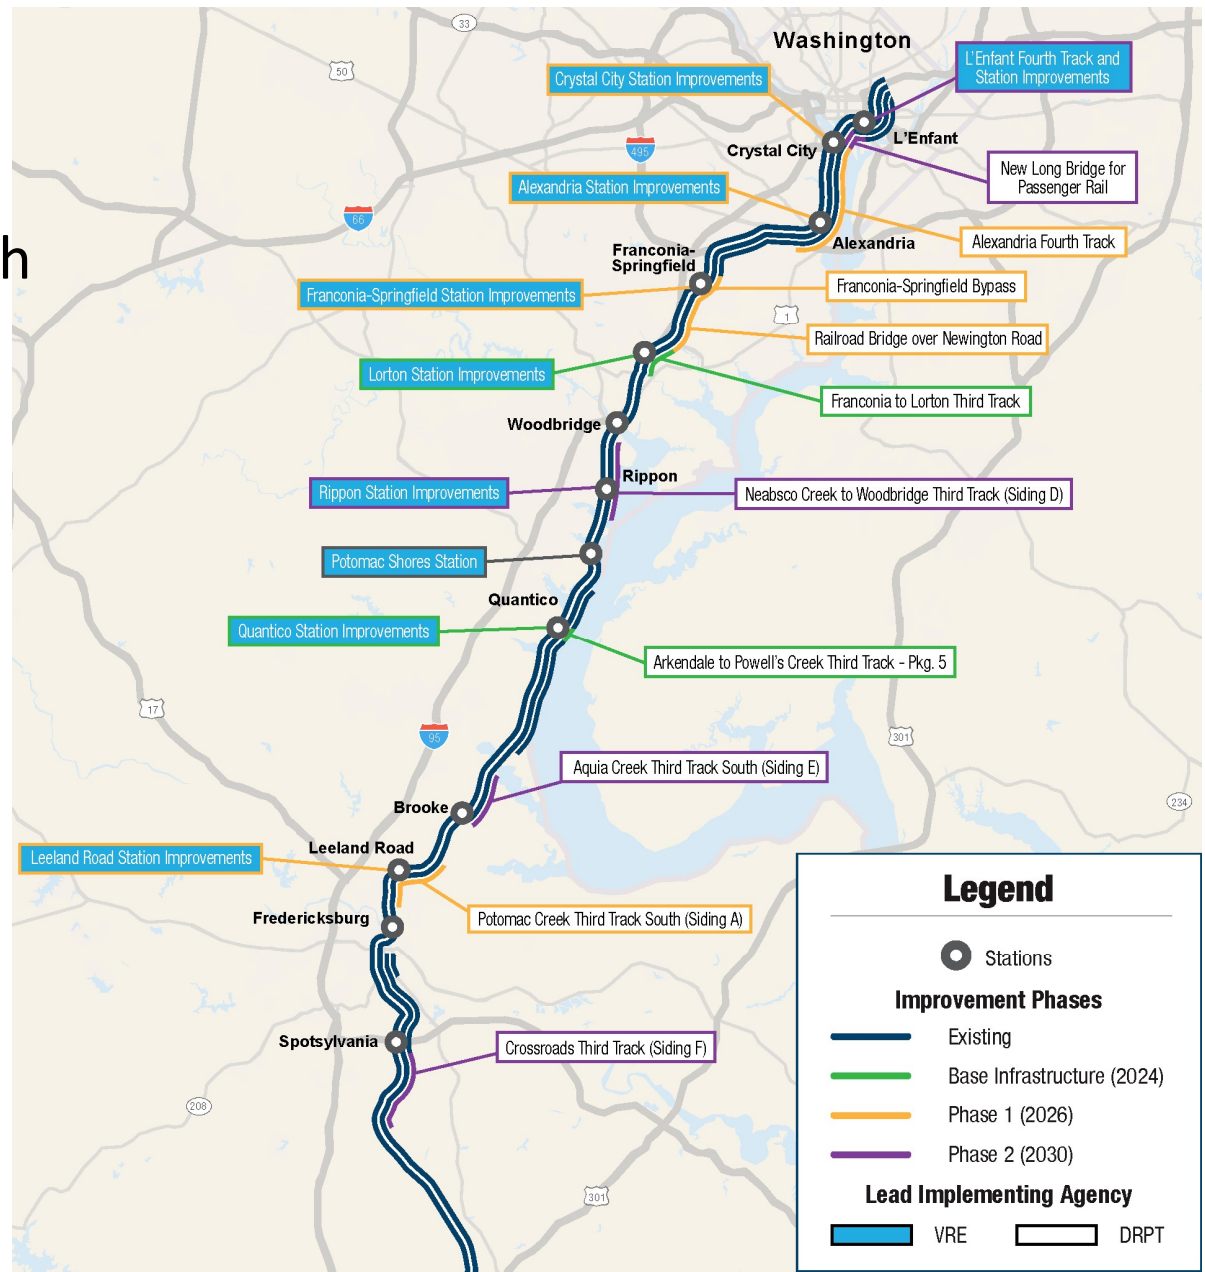 33
Washington
L'Enfant Fourth Track and
Station Improvements
50
Crystal City Station Improvements
L'Enfant
495
Crystal City
New Long Bridge for
Passenger Rail
Alexandria Station Improvements
66
Alexandria
Alexandria Fourth Track
h
Franconia-
Springfield
Franconia-Springfield Station Improvements
Franconia-Springfield Bypass
1
Railroad Bridge over Newington Road
Lorton Station Improvements
Franconia to Lorton Third Track
Woodbridge
Rippon
Rippon Station Improvements
Neabsco Creek to Woodbridge Third Track (Siding D)
Potomac Shores Station
Quantico
Quantico Station Improvements
Arkendale to Powell's Creek Third Track - Pkg. 5
17
95
301
Aquia Creek Third Track South (Siding E)
234
Brooke
Leeland Road
Leeland Road Station Improvements
Fredericksburg
Potomac Creek Third Track South (Siding A)
Spotsylvania
Crossroads Third Track (Siding F)
208
301
Legend
Stations
Improvement Phases
Existing
Base Infrastructure (2024)
Phase 1 (2026)
Phase 2 (2030)
Lead Implementing Agency
VRE
DRPT